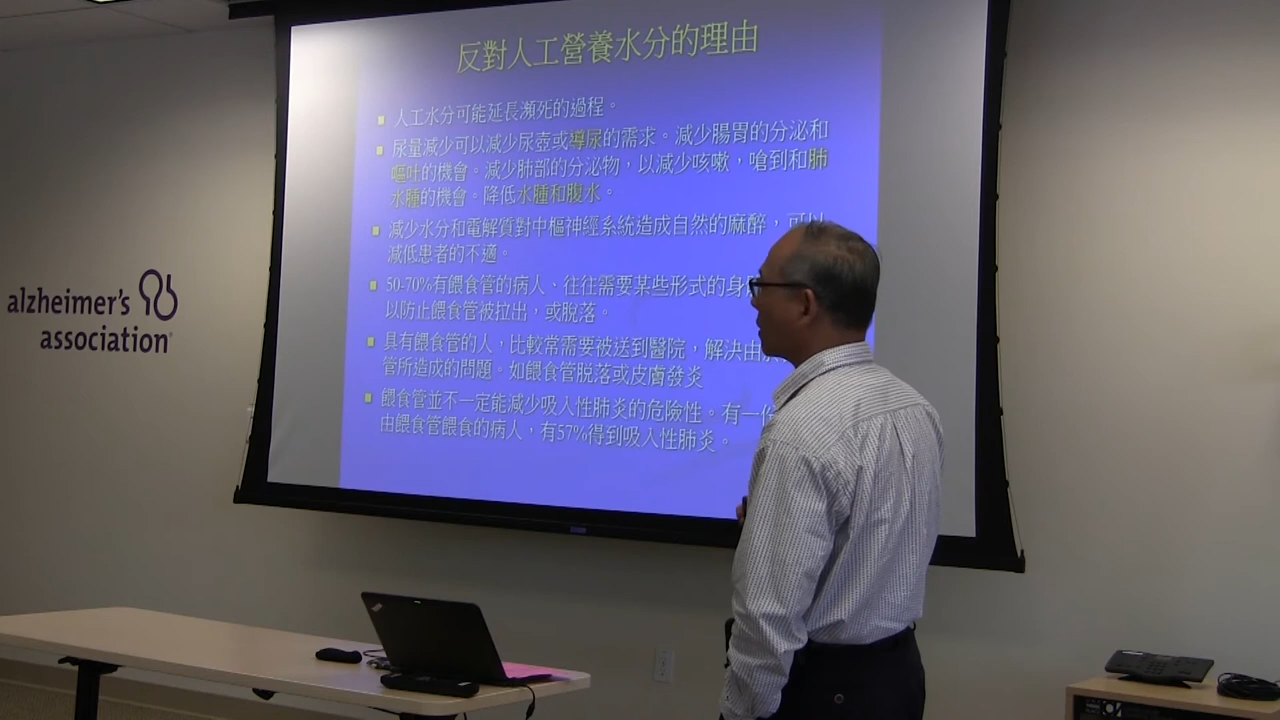 反對人工營養水分的理由
人工水分可能延長瀕死的過程。
尿量減少可以減少尿壺或導尿的需求。減少腸胃的分泌和
嘔吐的機會。減少肺部的分泌物，以減少咳嗽，嗆到和肺
水腫的機會。降低水腫和腹水。
減少水分和電解質對中樞神經系統造成自然的麻醉，可以
減低患者的不適。
50-70%有餵食管的病人、往往需要某些形式的身
以防止餵食管被拉出，或脫落。
具有餵食管的人，比較常需要被送到醫院，解決由
管所造成的問題。如餵食管脫落或皮膚發炎
餵食管並不一定能減少吸入性肺炎的危險性。有一份
由餵食管餵食的病人，有57%得到吸入性肺炎。
alzheimer's
association